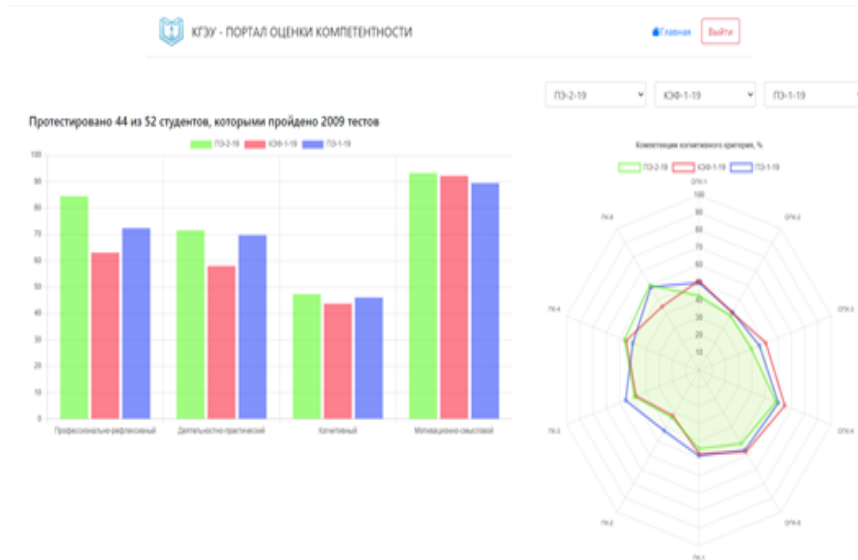 КГЭУ - ПОРТАЛ ОЦЕНКИ КОМПЕТЕНТНОСТИ
Главная
Выйти
ПЭ-2-19
КЭФ-1-19
ПЭ-1-19
Протестировано 44 из 52 студентов, которыми пройдено 2009 тестов
ПЭ-2-19 КЭФ-1-19 ПЭ-1-19
100
90
80
70
60
50
40
30
20
10
0
Профессионально-рефлексивный
Деятельностно-практический
Когнитивный
Мотивационно-смысловой
Компетенции когнитивного критерия, %
ПЭ-2-19 КЭФ-1-19 ПЭ-1-19
ОПК-1
100
90
80
70
60
50
40
30
20
10
ОПК-2
ОПК-3
ОПК-4
ОПК-5
ПК-1
ПК-2
ПК-3
ПК-4
ПК-5